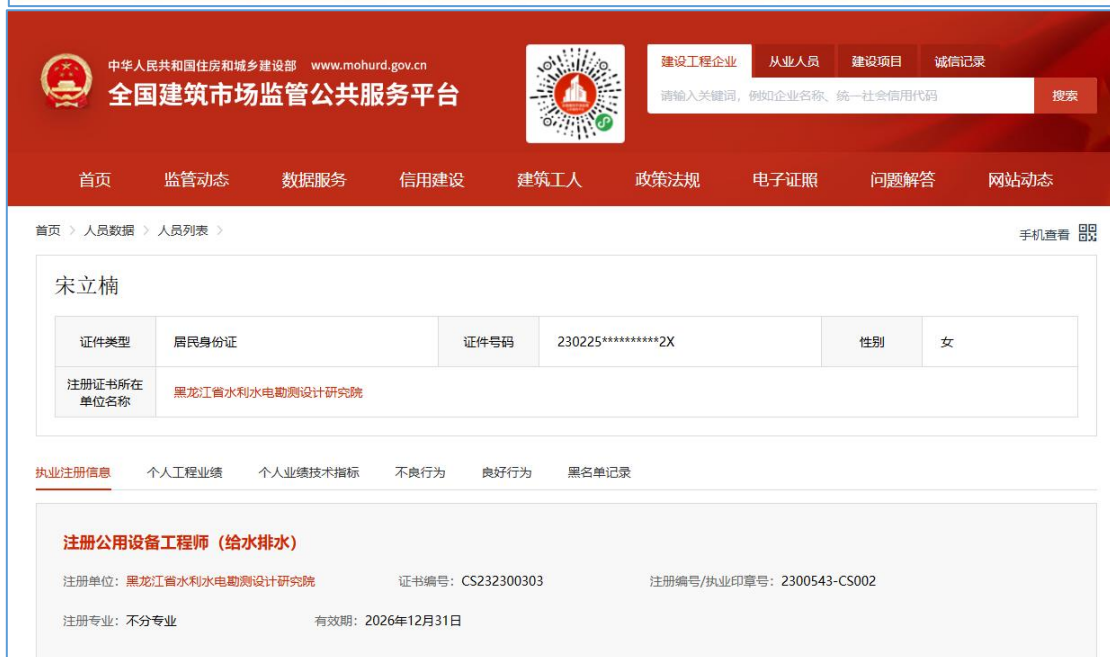 中华人民共和国住房和城乡建设部 www.mohurd.gov.cn
全国建筑市场监管公共服务平台
建设工程企业 从业人员 建设项目 诚信记录
请输入关键词，例如企业名称、统一社会信用代码 搜索
首页 监管动态 数据服务 信用建设 建筑工人 政策法规 电子证照 问题解答 网站动态
首页 > 人员数据 > 人员列表 >
手机查看
宋立楠
证件类型 居民身份证 证件号码 230225**********2X 性别 女
注册证书所在
单位名称
黑龙江省水利水电勘测设计研究院
执业注册信息 个人工程业绩 个人业绩技术指标 不良行为 良好行为 黑名单记录
注册公用设备工程师（给水排水）
注册单位：黑龙江省水利水电勘测设计研究院 证书编号：CS232300303 注册编号/执业印章号：2300543-CS002
注册专业：不分专业 有效期：2026年12月31日